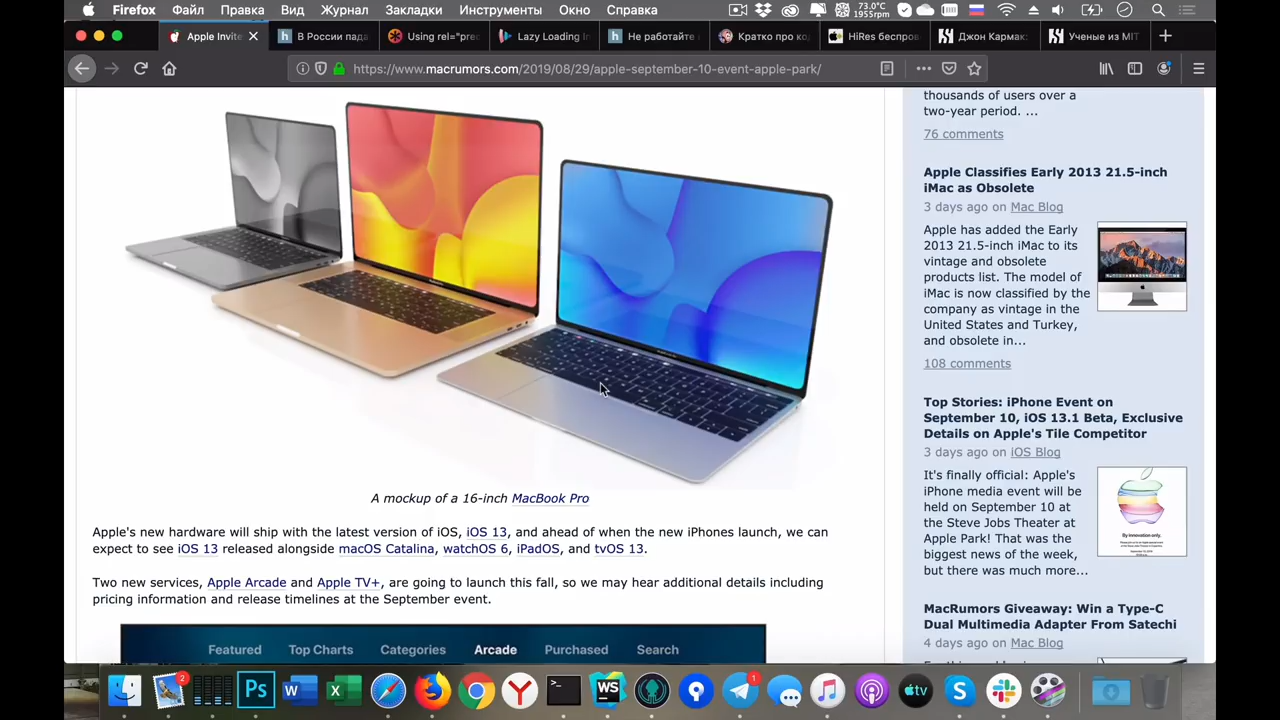 Firefox Файл Правка Вид Журнал Закладки Инструменты Окно Справка
73.0°C
1955rpm
Apple Invite
В России пада
Using rel="pre
Lazy Loading In
Не работайте
Кратко про ко
HiRes беспров
Джон Кармак:
Ученые из MIT
https://www.macrumors.com/2019/08/29/apple-september-10-event-apple-park/
A mockup of a 16-inch MacBook Pro
Apple's new hardware will ship with the latest version of iOS, iOS 13, and ahead of when the new iPhones launch, we can
expect to see iOS 13 released alongside macOS Catalina, watchOS 6, iPadOS, and tvOS 13.
Two new services, Apple Arcade and Apple TV+, are going to launch this fall, so we may hear additional details including
pricing information and release timelines at the September event.
Featured Top Charts Categories Arcade Purchased Search
thousands of users over a
two-year period. ...
76 comments
Apple Classifies Early 2013 21.5-inch
iMac as Obsolete
3 days ago on Mac Blog
Apple has added the Early
2013 21.5-inch iMac to its
vintage and obsolete
products list. The model of
iMac is now classified by the
company as vintage in the
United States and Turkey,
and obsolete in...
108 comments
Top Stories: iPhone Event on
September 10, iOS 13.1 Beta, Exclusive
Details on Apple's Tile Competitor
3 days ago on iOS Blog
It's finally official: Apple's
iPhone media event will be
held on September 10 at
the Steve Jobs Theater at
Apple Park! That was the
biggest news of the week,
but there was much more...
By innovation only.
MacRumors Giveaway: Win a Type-C
Dual Multimedia Adapter From Satechi
4 days ago on Mac Blog
2
Ps
W
X
Y
WS
1
tv
S